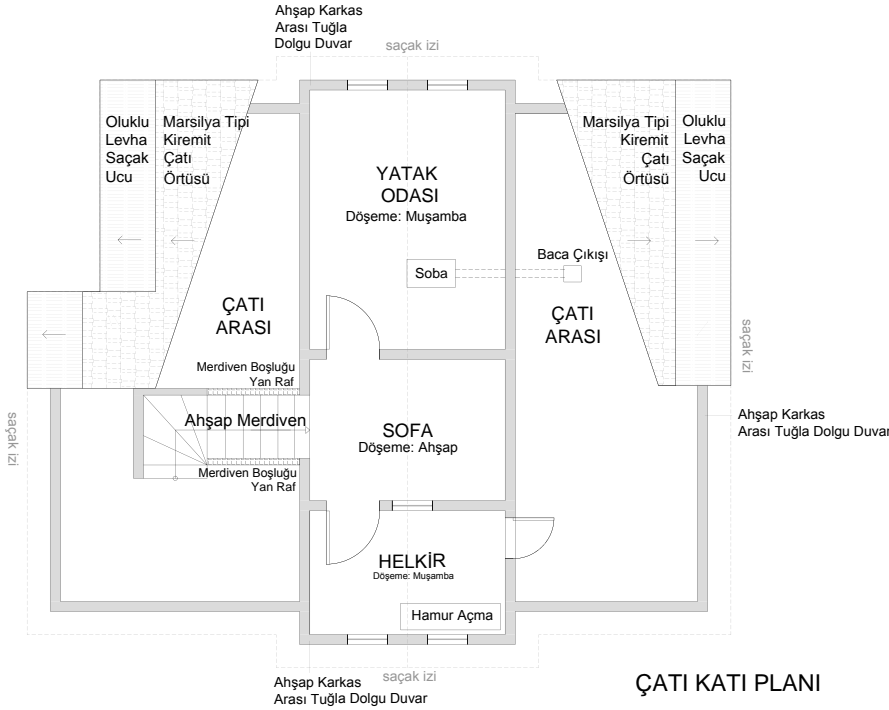 Ahşap Karkas
Arası Tuğla
Dolgu Duvar
saçak izi
Oluklu
Levha
Saçak
Ucu
Marsilya Tipi
Kiremit
Çatı
Örtüsü
YATAK
ODASI
Döşeme: Muşamba
Marsilya Tipi
Kiremit
Çatı
Örtüsü
Oluklu
Levha
Saçak
Ucu
Soba
Baca Çıkışı
ÇATI
ARASI
ÇATI
ARASI
saçak izi
Merdiven Boşluğu
Yan Raf
Ahşap Merdiven
SOFA
Döşeme: Ahşap
Merdiven Boşluğu
Yan Raf
saçak izi
Ahşap Karkas
Arası Tuğla Dolgu Duvar
HELKİR
Döşeme: Muşamba
Hamur Açma
Ahşap Karkas
Arası Tuğla Dolgu Duvar
saçak izi
ÇATI KATI PLANI